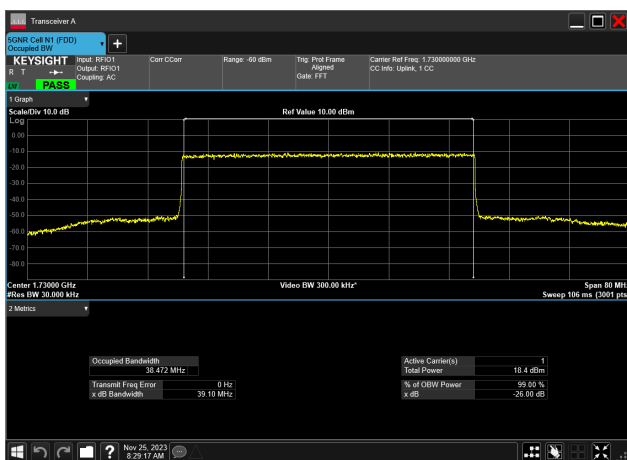 Transceiver A
5GNR Cell N1 (FDD)
Occupied BW
KEYSIGHT
R T
LXI
PASS
Input: RFIO1
Output: RFIO1
Coupling: AC
Corr CCorr
Range: -60 dBm
Trig: Prot Frame
Aligned
Gate: FFT
Carrier Ref Freq: 1.730000000 GHz
CC Info: Uplink, 1 CC
1 Graph
Scale/Div 10.0 dB
Ref Value 10.00 dBm
Log
0.00
-10.0
-20.0
-30.0
-40.0
-50.0
-60.0
-70.0
-80.0
Center 1.73000 GHz
Video BW 300.00 kHz*
Span 80 MH
#Res BW 30.000 kHz
Sweep 106 ms (3001 pts
2 Metrics
Occupied Bandwidth
38.472 MHz
Transmit Freq Error 0 Hz
x dB Bandwidth 39.10 MHz
Active Carrier(s) 1
Total Power 18.4 dBm
% of OBW Power 99.00 %
x dB -26.00 dB
Nov 25, 2023
8:29:17 AM